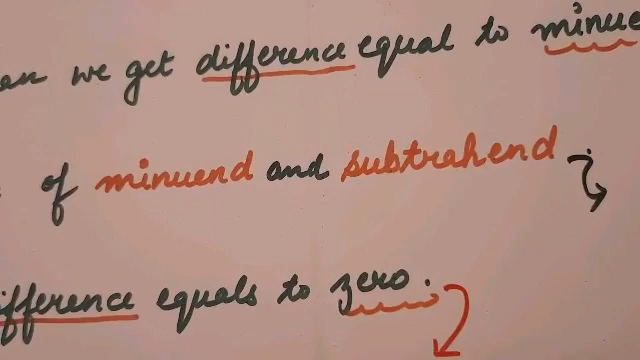 we get difference equal to
of minuend and subtrahend
equals to zero.